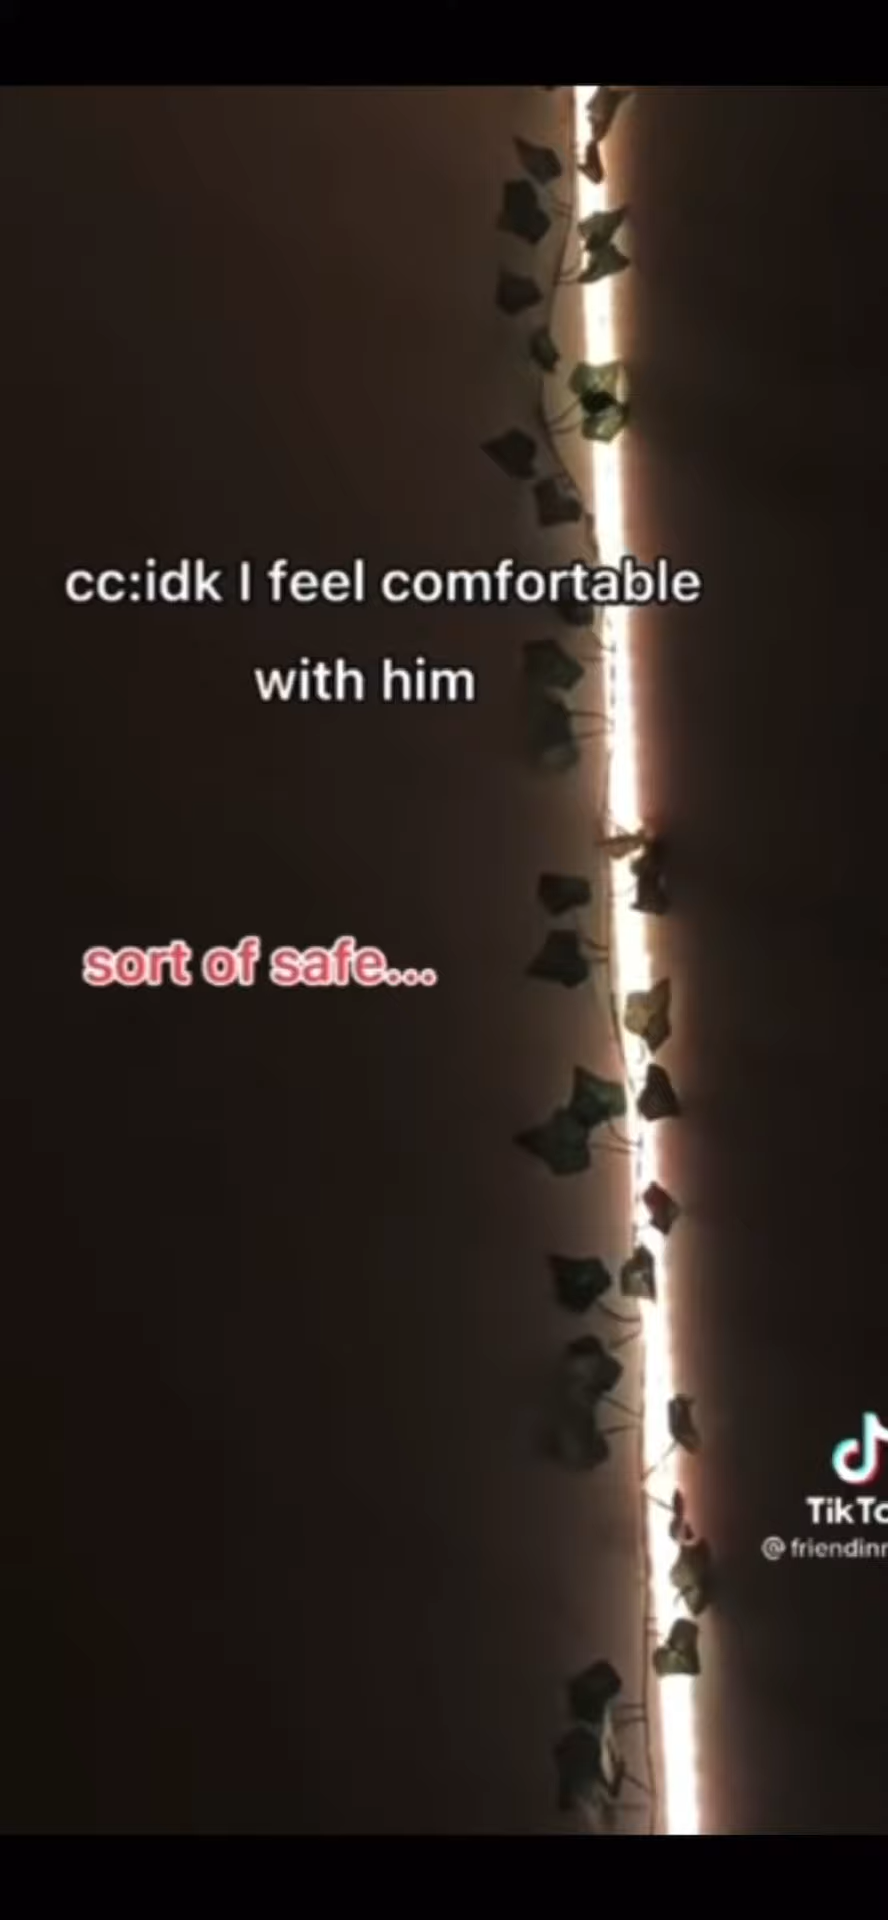 cc:idk I feel comfortable
with him
sort of safe...
TikTo
@friendinr